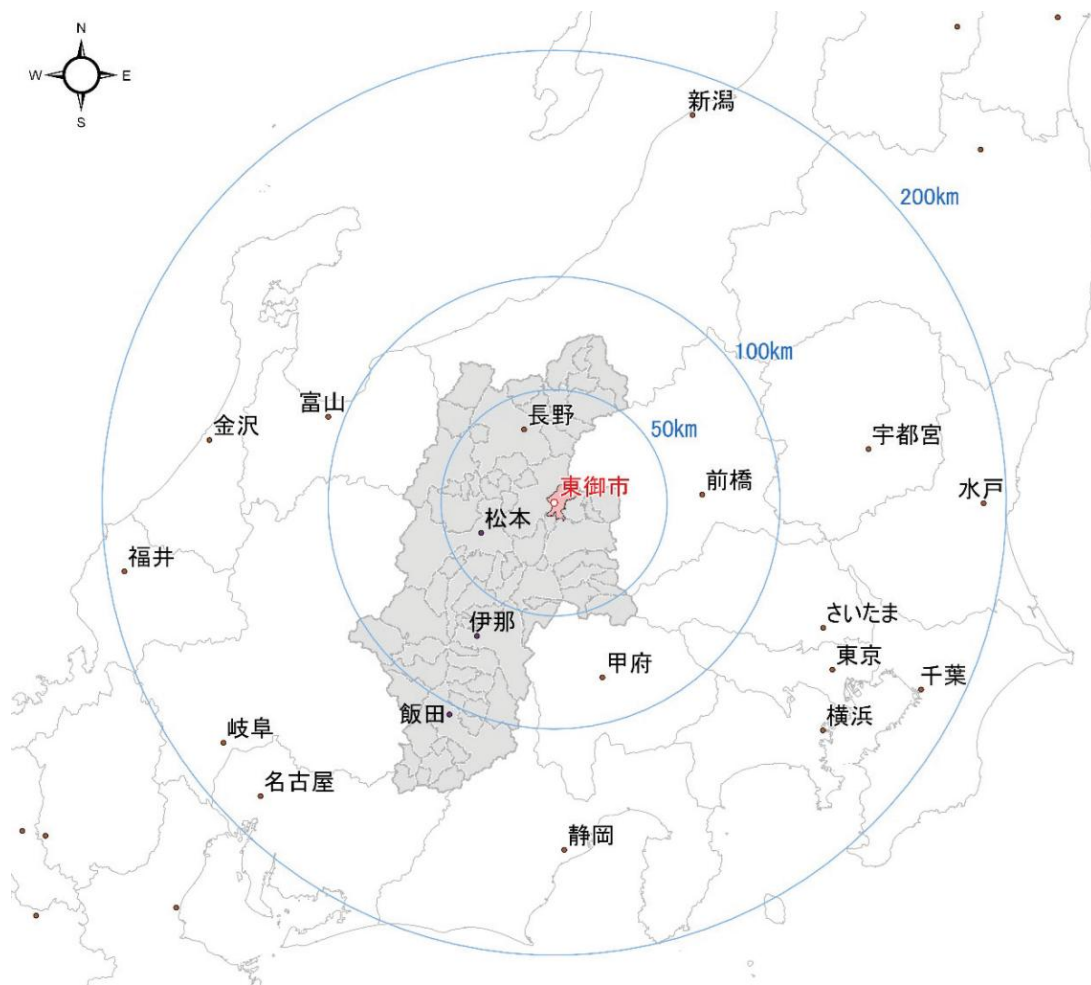 N
W
E
S
新潟
200km
100km
富山
金沢
長野
50km
宇都宮
東御市
前橋
水戸
松本
福井
伊那
さいたま
甲府
東京
千葉
飯田
横浜
岐阜
名古屋
静岡